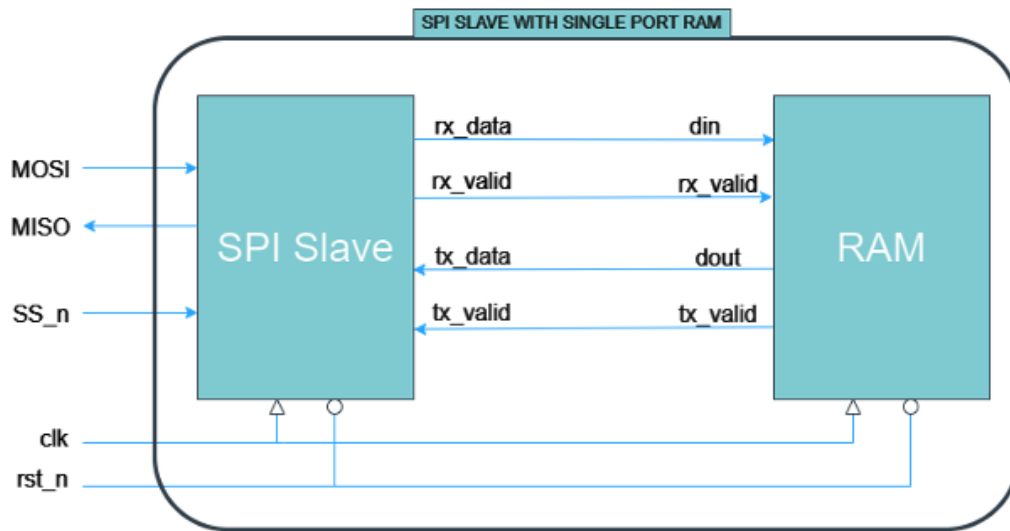 SPI SLAVE WITH SINGLE PORT RAM
rx_data din
MOSI
rx_valid rx_valid
MISO
SPI Slave
RAM
tx_data dout
SS_n
tx_valid tx_valid
clk
rst_n